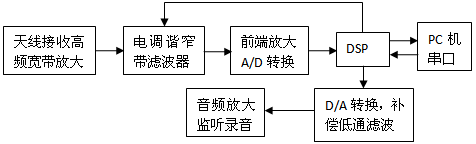 天线接收高
频宽带放大
电调谐窄
带滤波器
前端放大
A/D 转换
DSP
PC 机
串口
音频放大
监听录音
D/A 转换，补
偿低通滤波